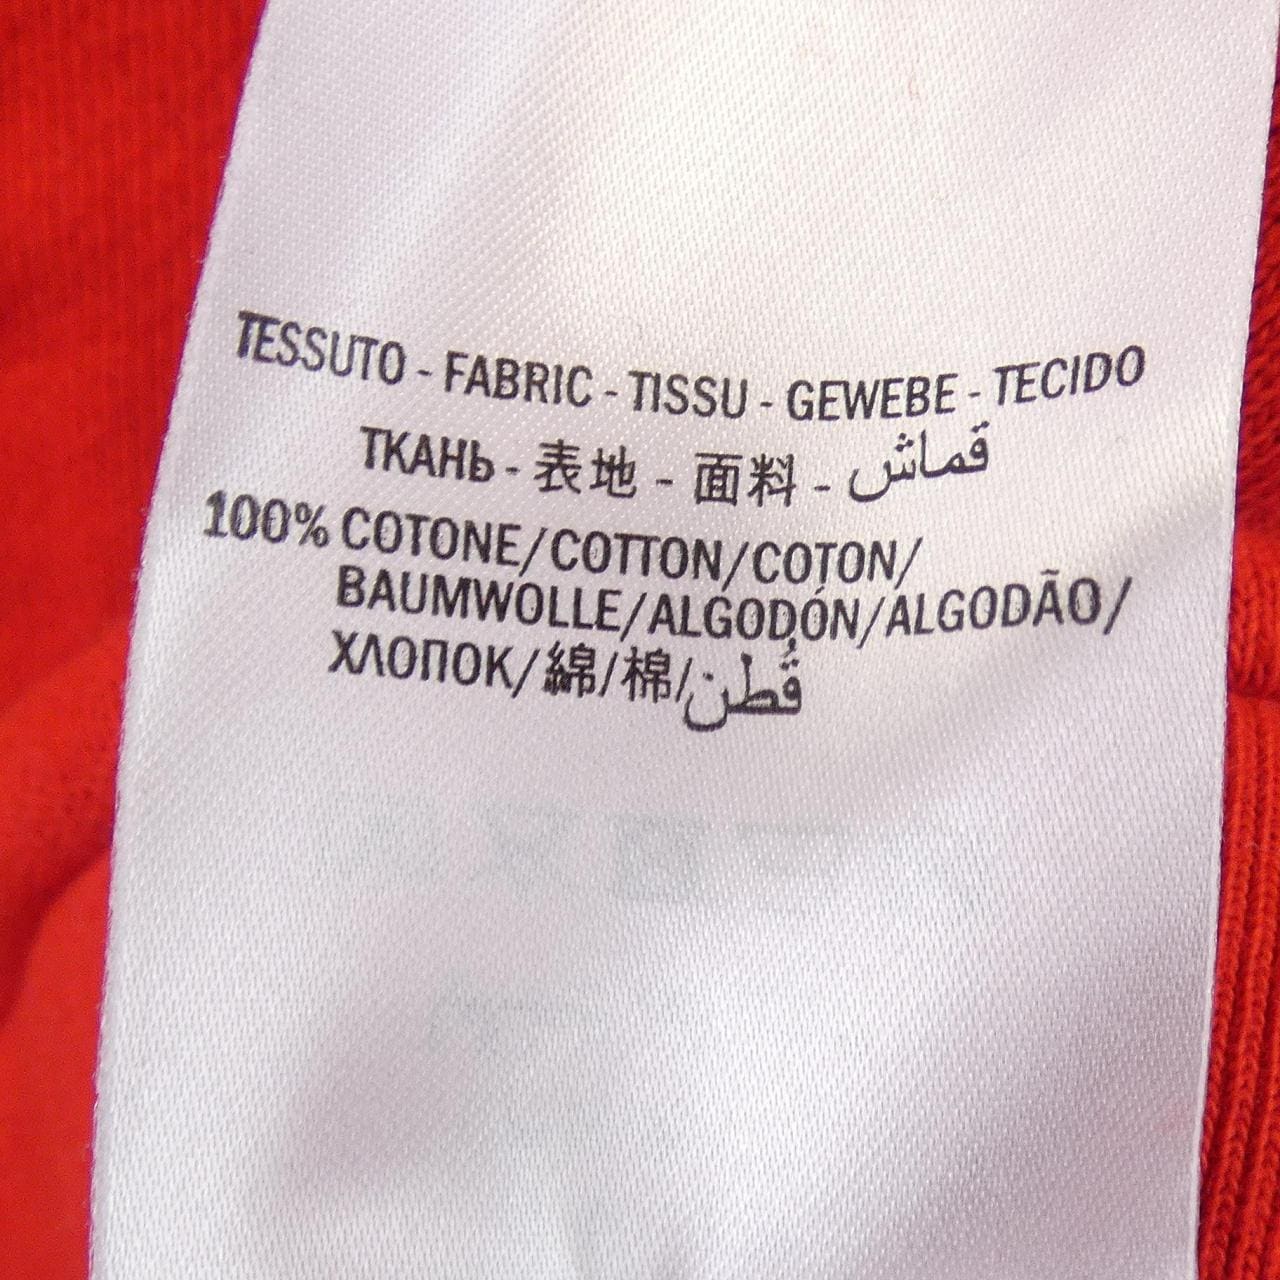 TESSUTO - FABRIC - TISSU - GEWEBE - TECIDO
ТКАНЬ - 表地 - 面料 - قماش
100% COTONE/COTTON/COTON/
BAUMWOLLE/ALGODÓN/ALGODÃO/
ХЛОПОК/綿/棉/قُطن